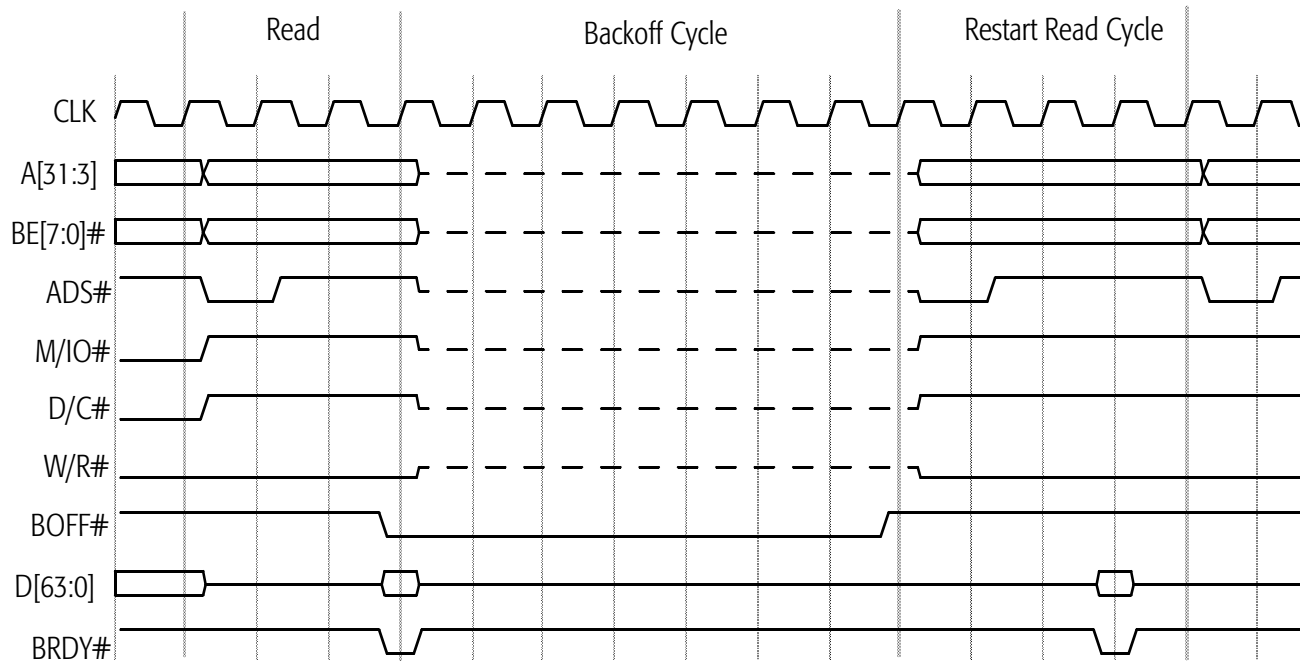 Read
Backoff Cycle
Restart Read Cycle
CLK
A[31:3]
BE[7:0]#
ADS#
M/IO#
D/C#
W/R#
BOFF#
D[63:0]
BRDY#